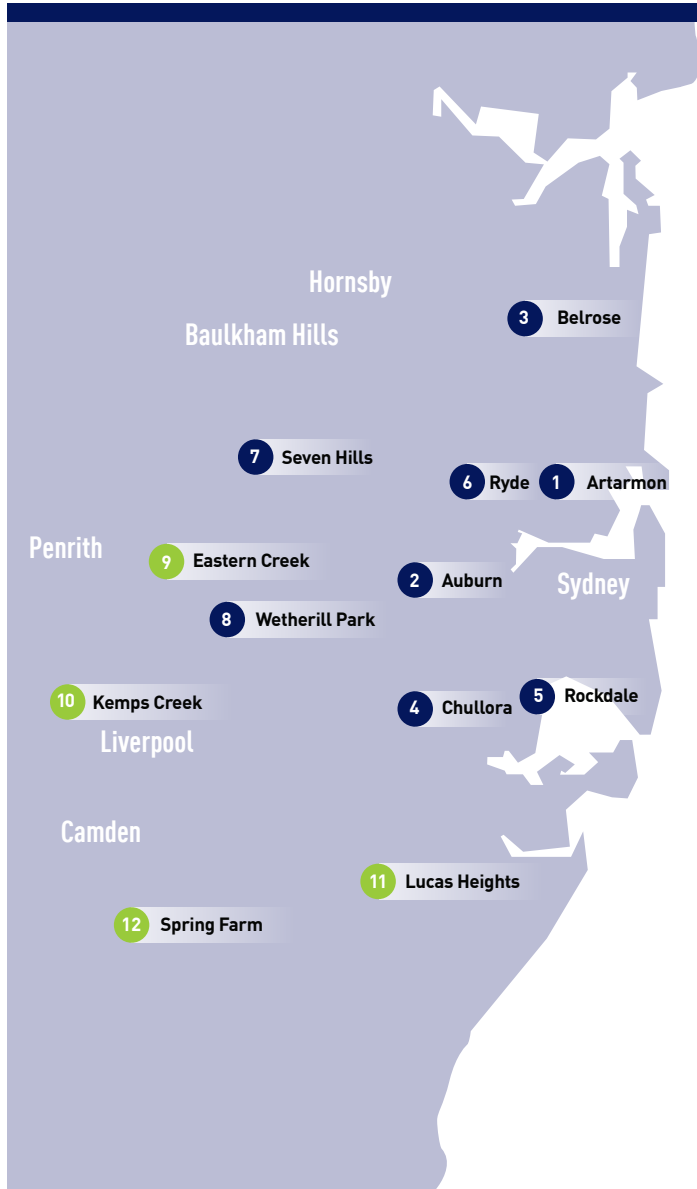 Hornsby
3 Belrose
Baulkham Hills
7 Seven Hills
6 Ryde
1 Artarmon
Penrith
9 Eastern Creek
2 Auburn
Sydney
8 Wetherill Park
10 Kemps Creek
4 Chullora
5 Rockdale
Liverpool
Camden
11 Lucas Heights
12 Spring Farm